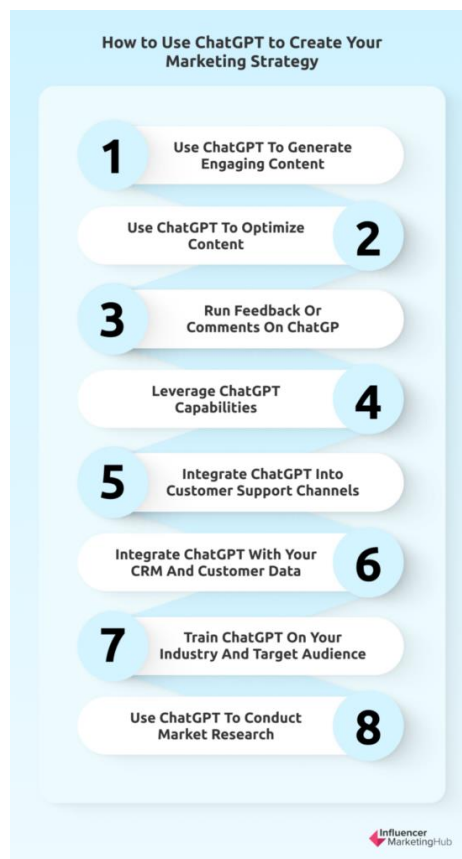 How to Use ChatGPT to Create Your
Marketing Strategy
1
Use ChatGPT To Generate
Engaging Content
Use ChatGPT To Optimize
Content
2
3
Run Feedback Or
Comments On ChatGP
Leverage ChatGPT
Capabilities
4
5
Integrate ChatGPT Into
Customer Support Channels
Integrate ChatGPT With Your
CRM And Customer Data
6
7
Train ChatGPT On Your
Industry And Target Audience
Use ChatGPT To Conduct
Market Research
8
Influencer
MarketingHub